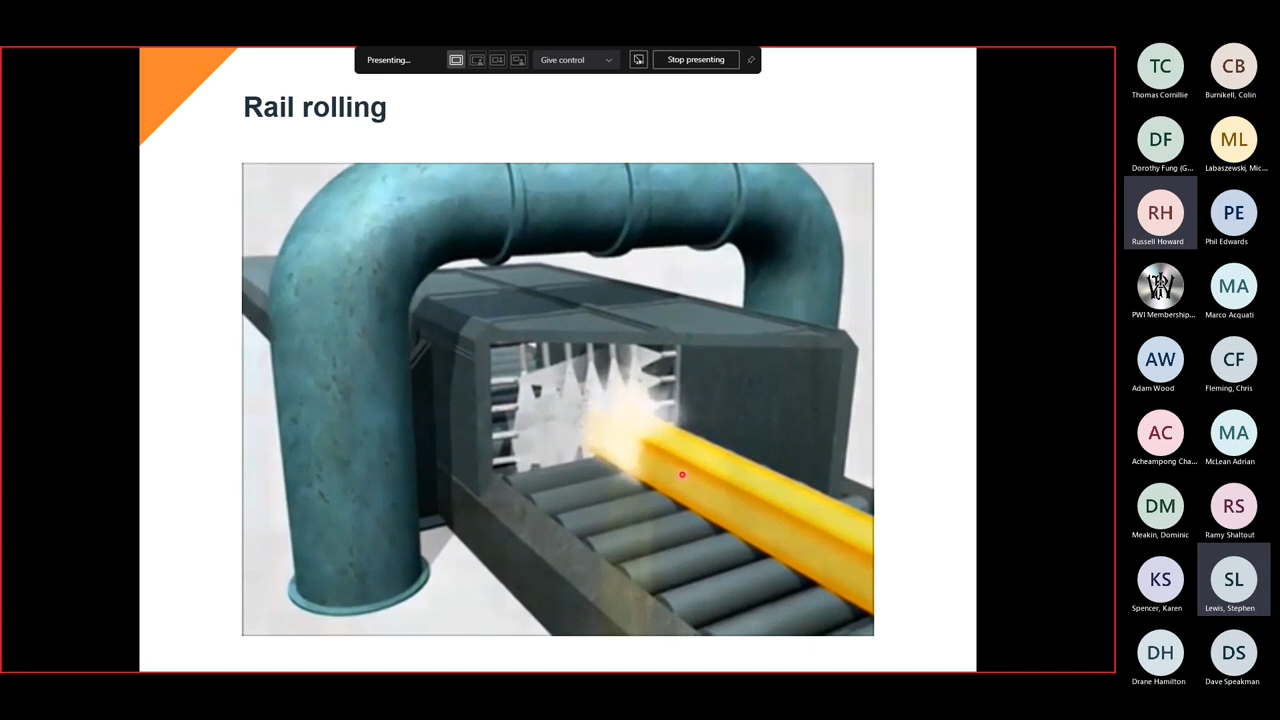 Presenting...
Give control
Stop presenting
Rail rolling
TC
Thomas Cornillie
CB
Burnikell, Colin
DF
Dorothy Fung (G...
ML
Labaszewski, Mic...
RH
Russell Howard
PE
Phil Edwards
PWI Membership...
MA
Marco Acquati
AW
Adam Wood
CF
Fleming, Chris
AC
Acheampong Cha...
MA
McLean Adrian
DM
Meakin, Dominic
RS
Ramy Shaltout
KS
Spencer, Karen
SL
Lewis, Stephen
DH
Drane Hamilton
DS
Dave Speakman